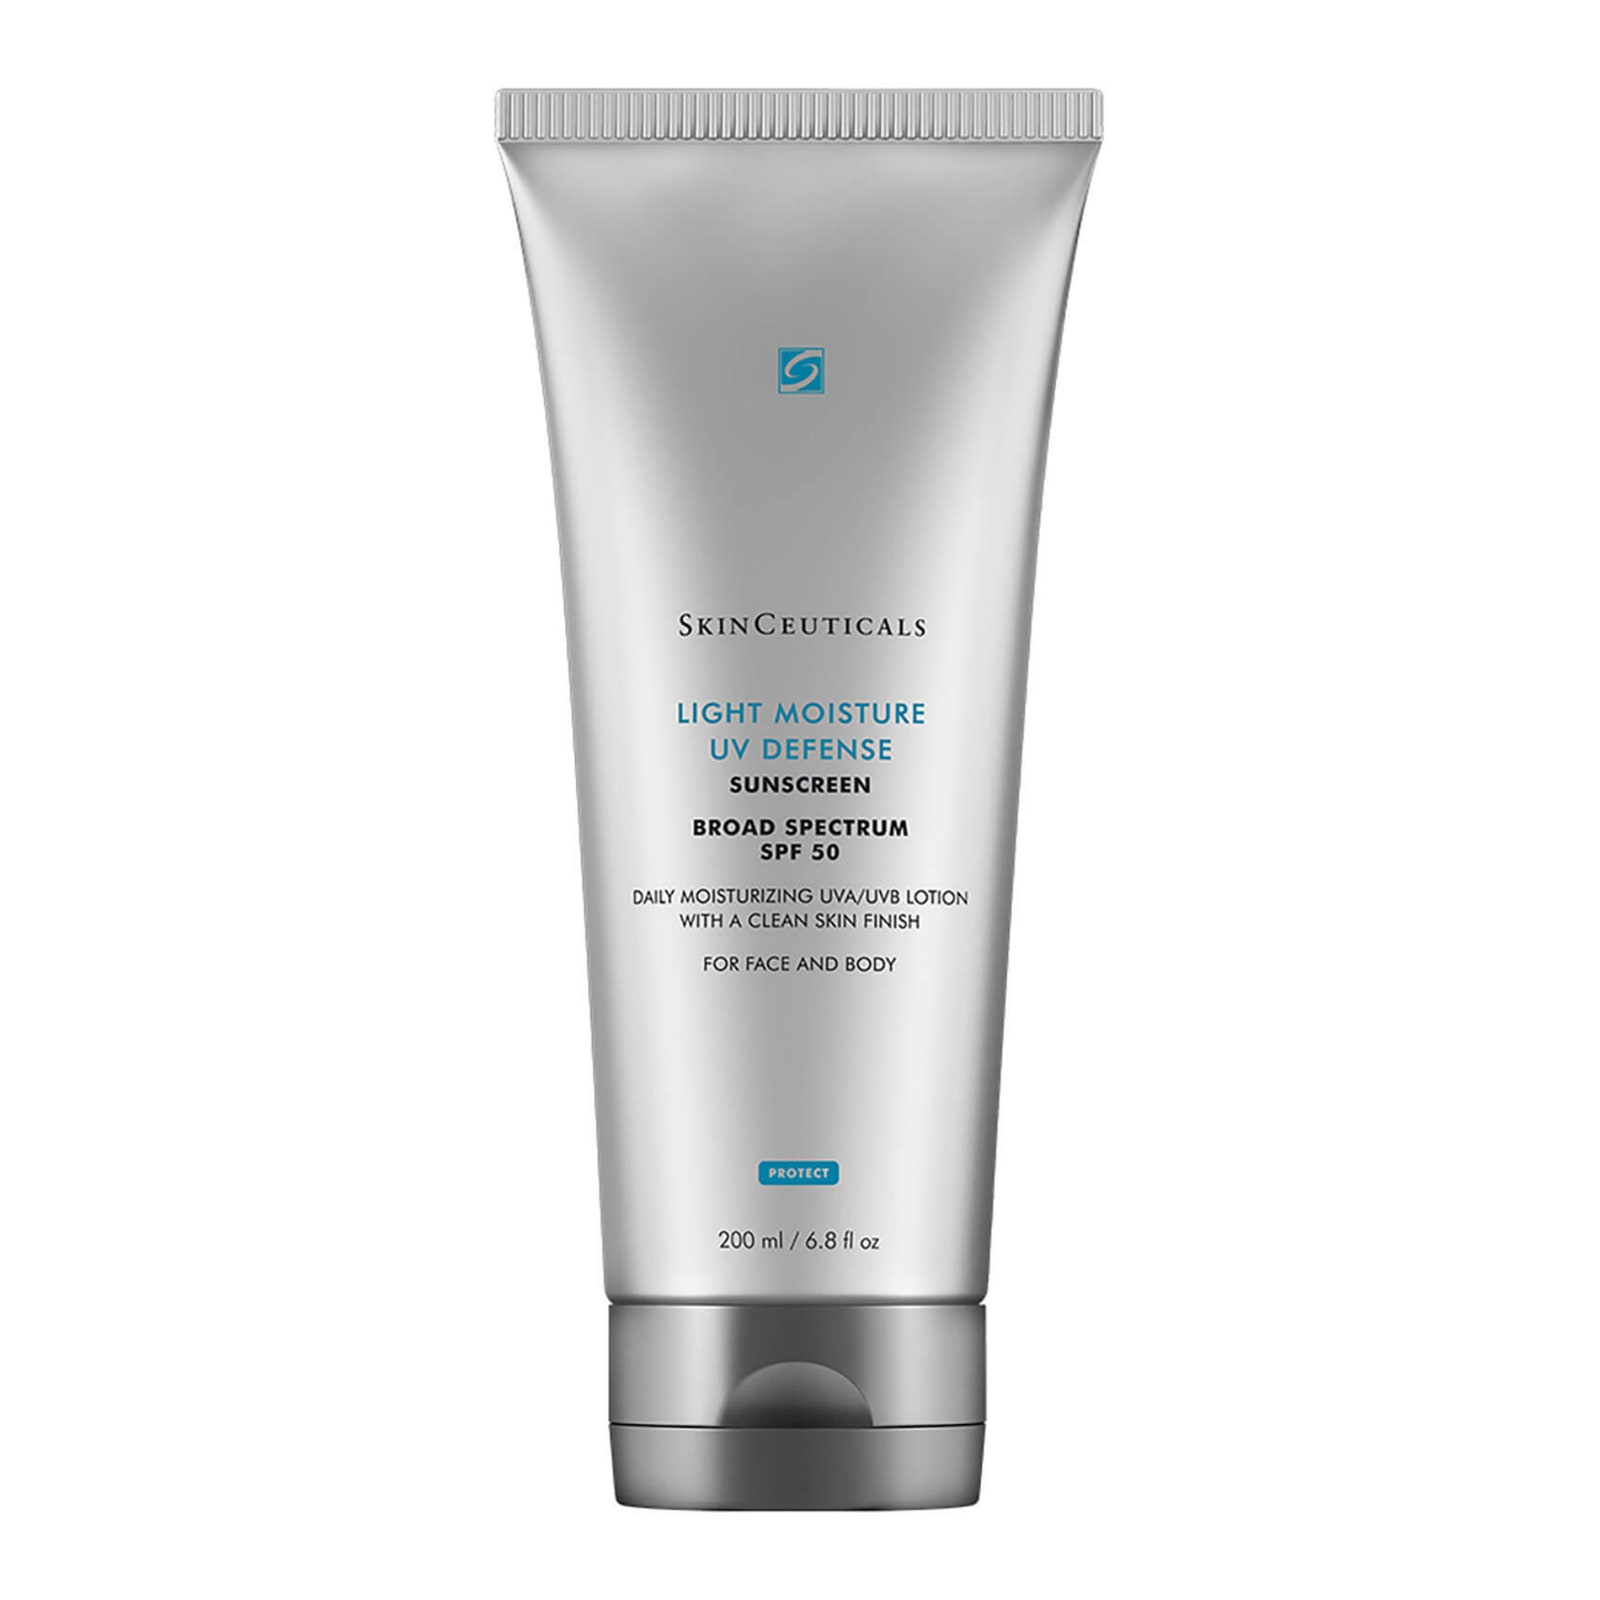 SKINCEUTICALS
LIGHT MOISTURE
UV DEFENSE
SUNSCREEN
BROAD SPECTRUM
SPF 50
DAILY MOISTURIZING UVA/UVB LOTION
WITH A CLEAN SKIN FINISH
FOR FACE AND BODY
PROTECT
200 ml / 6.8 fl oz